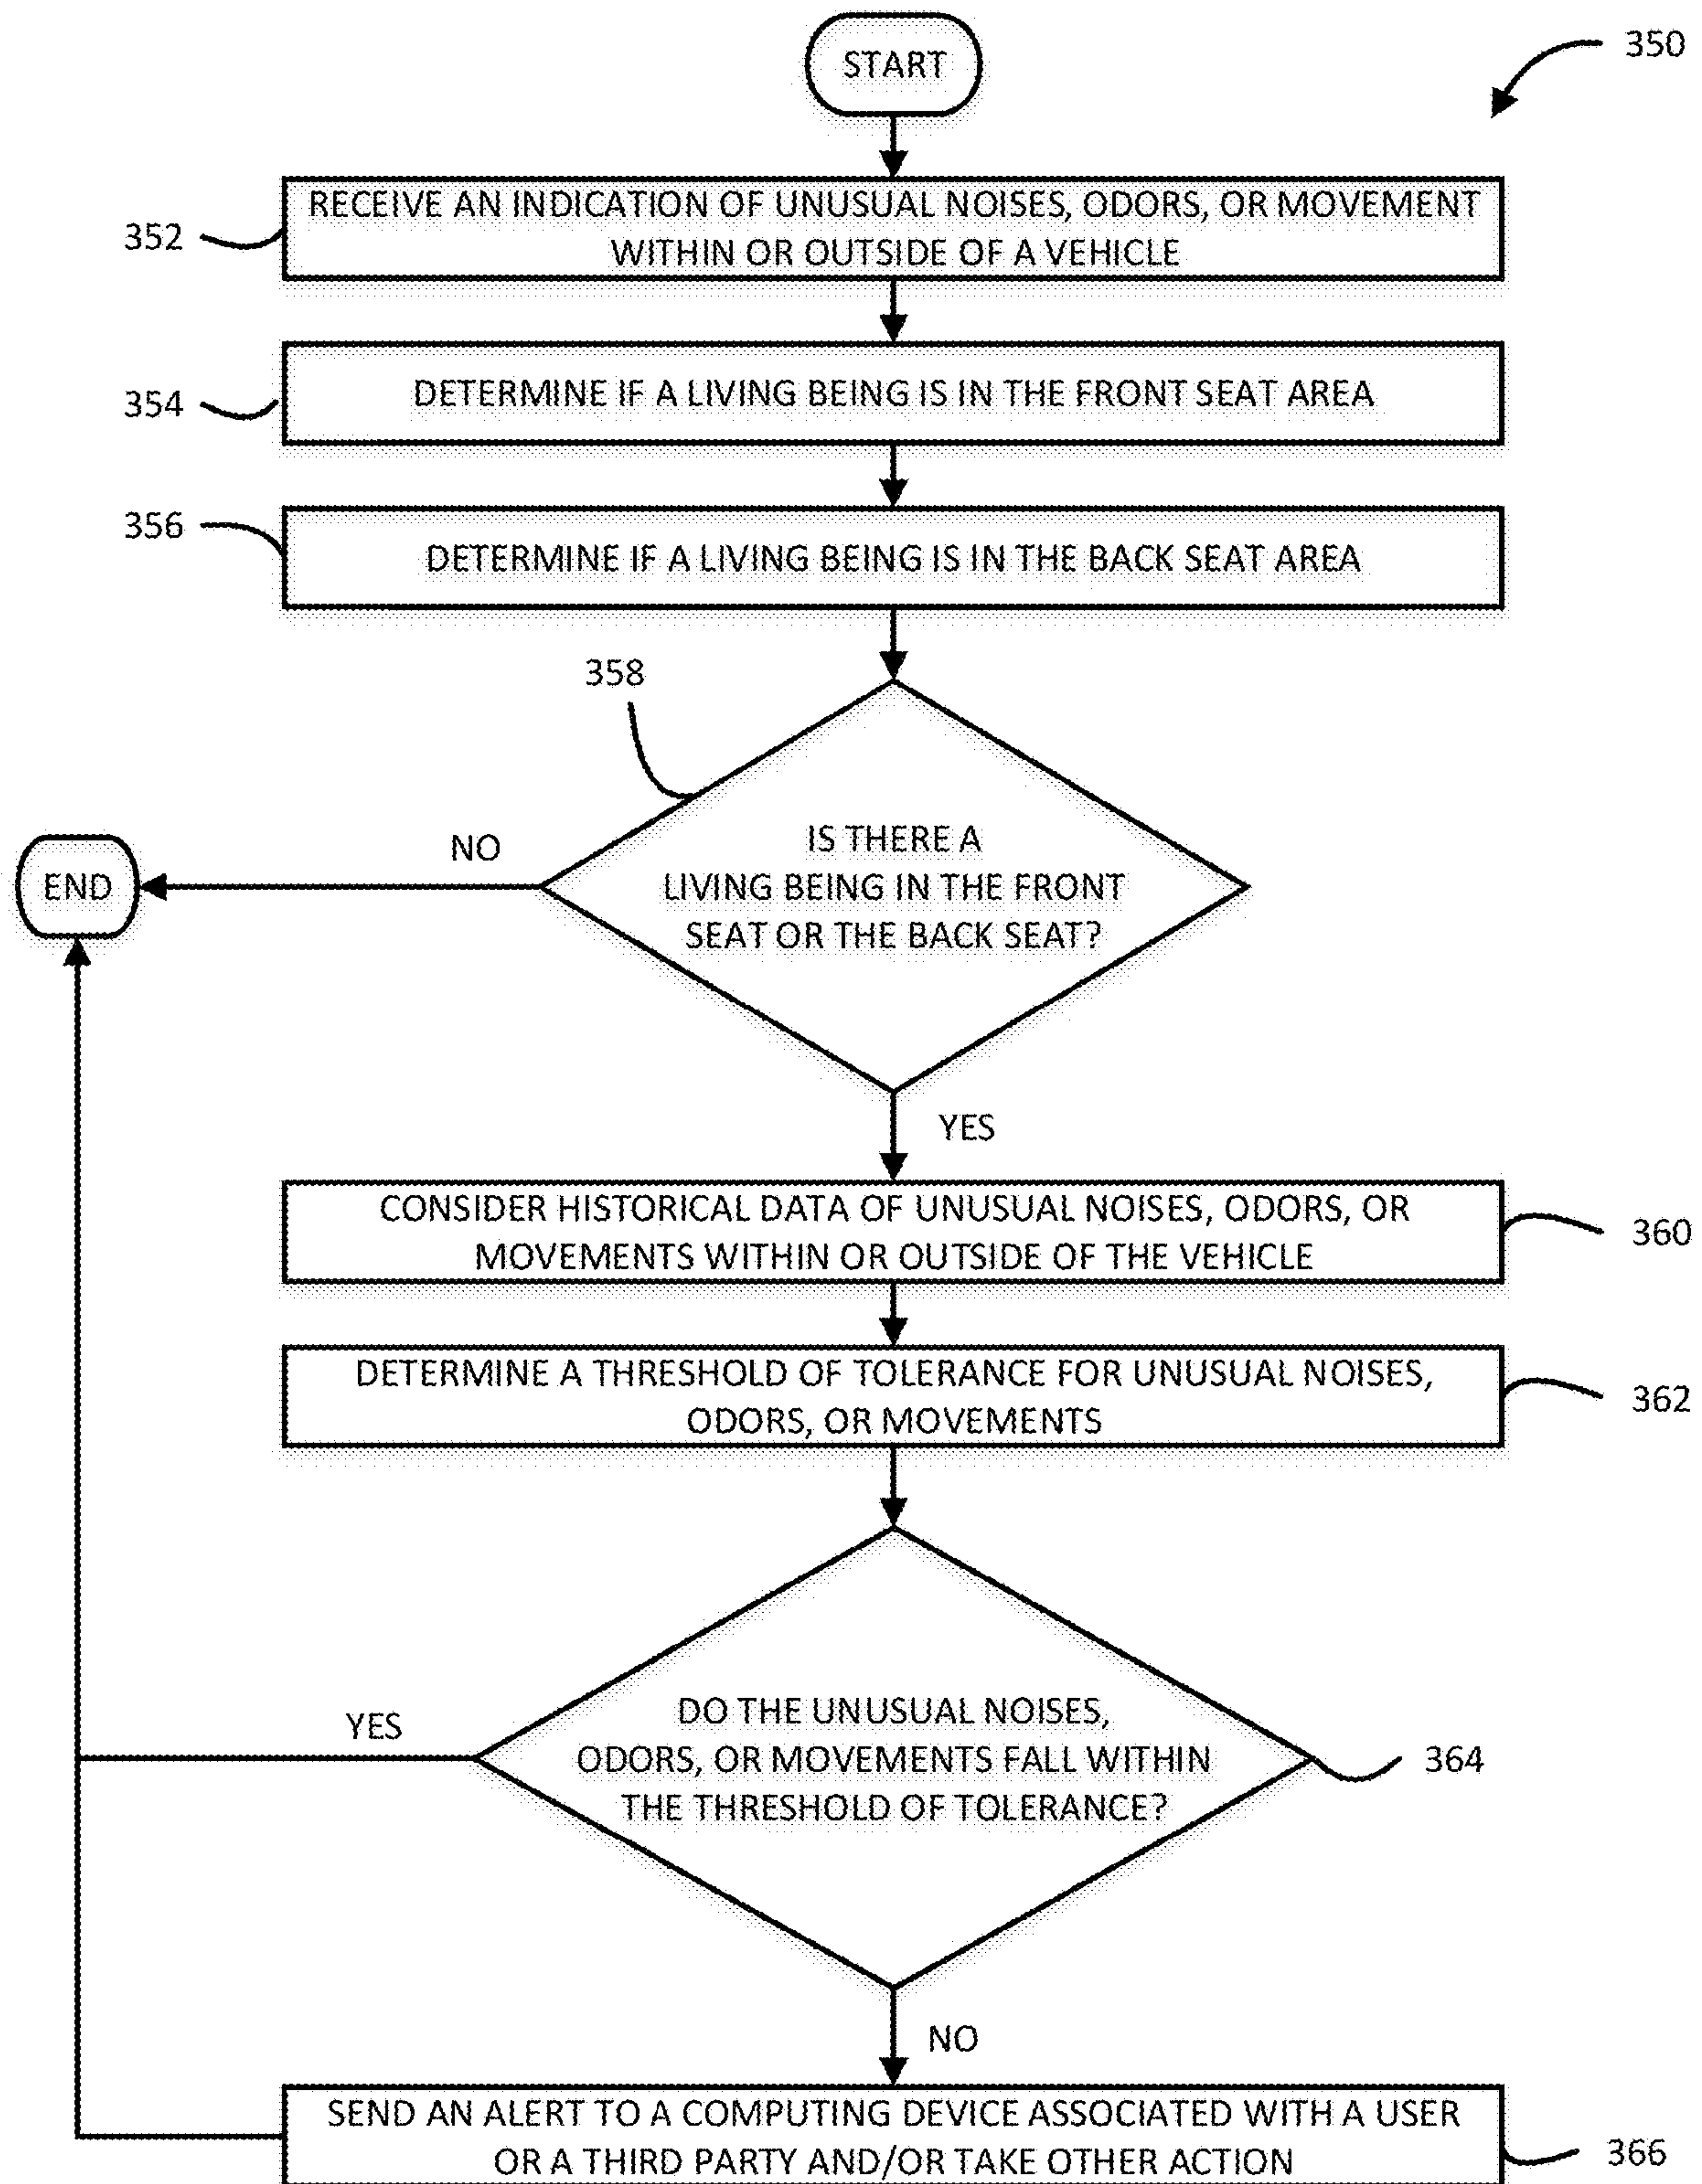 START
350
352
RECEIVE AN INDICATION OF UNUSUAL NOISES, ODORS, OR MOVEMENT
WITHIN OR OUTSIDE OF A VEHICLE
354
DETERMINE IF A LIVING BEING IS IN THE FRONT SEAT AREA
356
DETERMINE IF A LIVING BEING IS IN THE BACK SEAT AREA
358
IS THERE A
LIVING BEING IN THE FRONT
SEAT OR THE BACK SEAT?
NO
END
YES
CONSIDER HISTORICAL DATA OF UNUSUAL NOISES, ODORS, OR
MOVEMENTS WITHIN OR OUTSIDE OF THE VEHICLE
360
DETERMINE A THRESHOLD OF TOLERANCE FOR UNUSUAL NOISES,
ODORS, OR MOVEMENTS
362
DO THE UNUSUAL NOISES,
ODORS, OR MOVEMENTS FALL WITHIN
THE THRESHOLD OF TOLERANCE?
YES
364
NO
SEND AN ALERT TO A COMPUTING DEVICE ASSOCIATED WITH A USER
OR A THIRD PARTY AND/OR TAKE OTHER ACTION
366